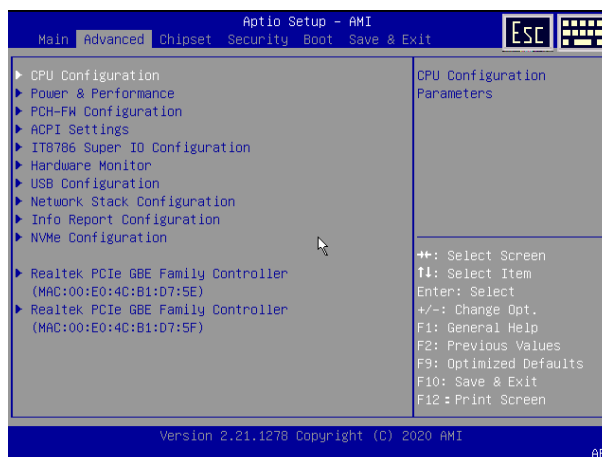 Aptio Setup – AMI
Main Advanced Chipset Security Boot Save & Exit
Esc
CPU Configuration
Power & Performance
PCH-FW Configuration
ACPI Settings
IT8786 Super IO Configuration
Hardware Monitor
USB Configuration
Network Stack Configuration
Info Report Configuration
NVMe Configuration
Realtek PCIe GBE Family Controller
(MAC:00:E0:4C:B1:D7:5E)
Realtek PCIe GBE Family Controller
(MAC:00:E0:4C:B1:D7:5F)
CPU Configuration
Parameters
→←: Select Screen
↑↓: Select Item
Enter: Select
+/-: Change Opt.
F1: General Help
F2: Previous Values
F9: Optimized Defaults
F10: Save & Exit
F12 : Print Screen
Version 2.21.1278 Copyright (C) 2020 AMI